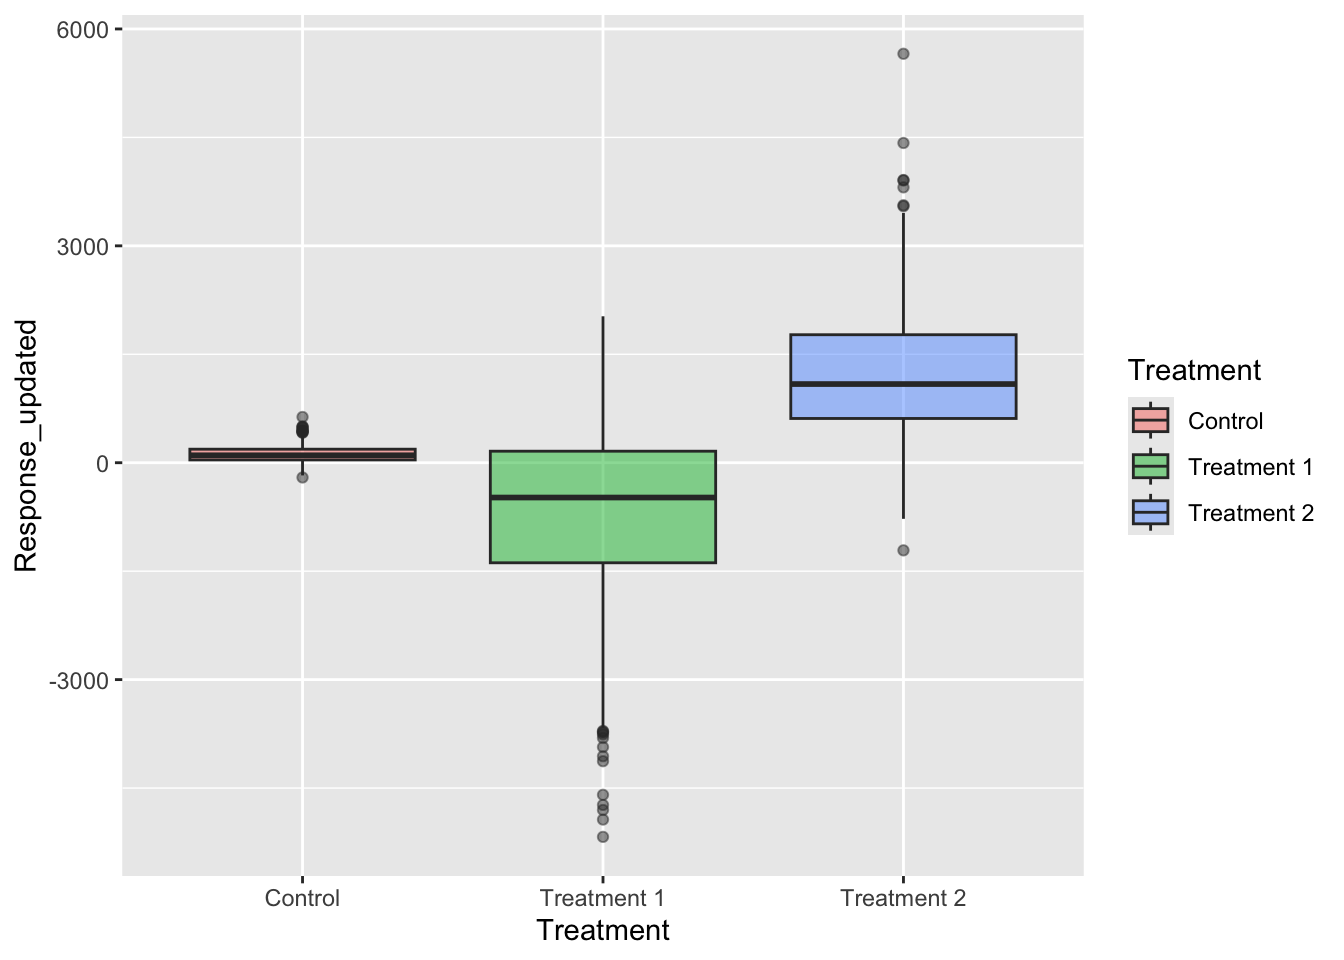 6000
3000
0
-3000
Response_updated
Control
Treatment 1
Treatment 2
Treatment
Treatment
Control
Treatment 1
Treatment 2